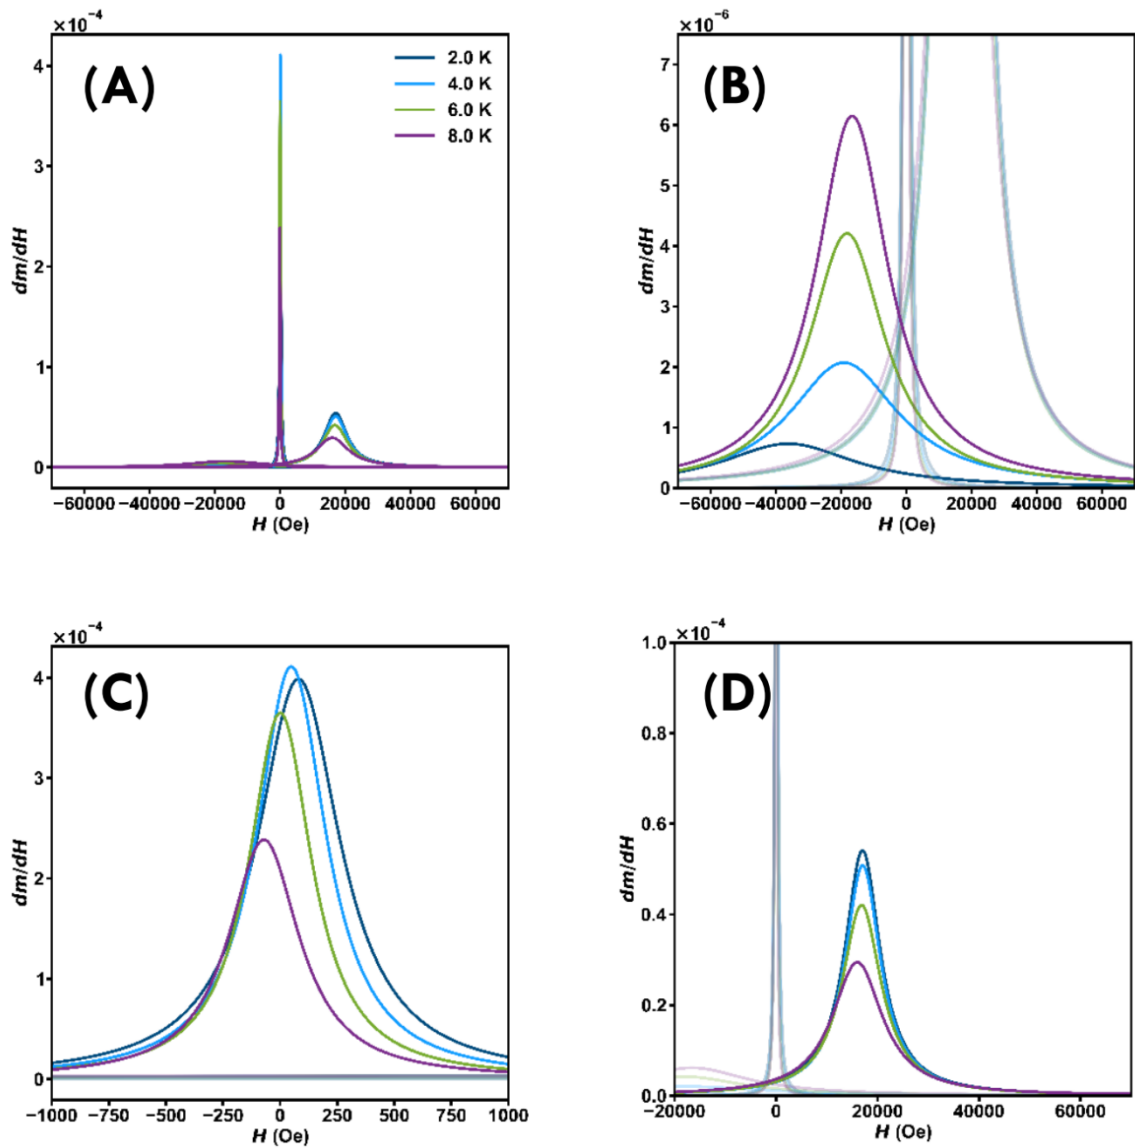 ×10⁻⁴
(A)
2.0 K
4.0 K
6.0 K
8.0 K
4
3
2
1
0
dm/dH
−60000 −40000 −20000 0 20000 40000 60000
H (Oe)
×10⁻⁶
(B)
7
6
5
4
3
2
1
0
dm/dH
−60000 −40000 −20000 0 20000 40000 60000
H (Oe)
×10⁻⁴
(C)
4
3
2
1
0
dm/dH
−1000 −750 −500 −250 0 250 500 750 1000
H (Oe)
×10⁻⁴
(D)
1.0
0.8
0.6
0.4
0.2
0.0
dm/dH
−20000 0 20000 40000 60000
H (Oe)